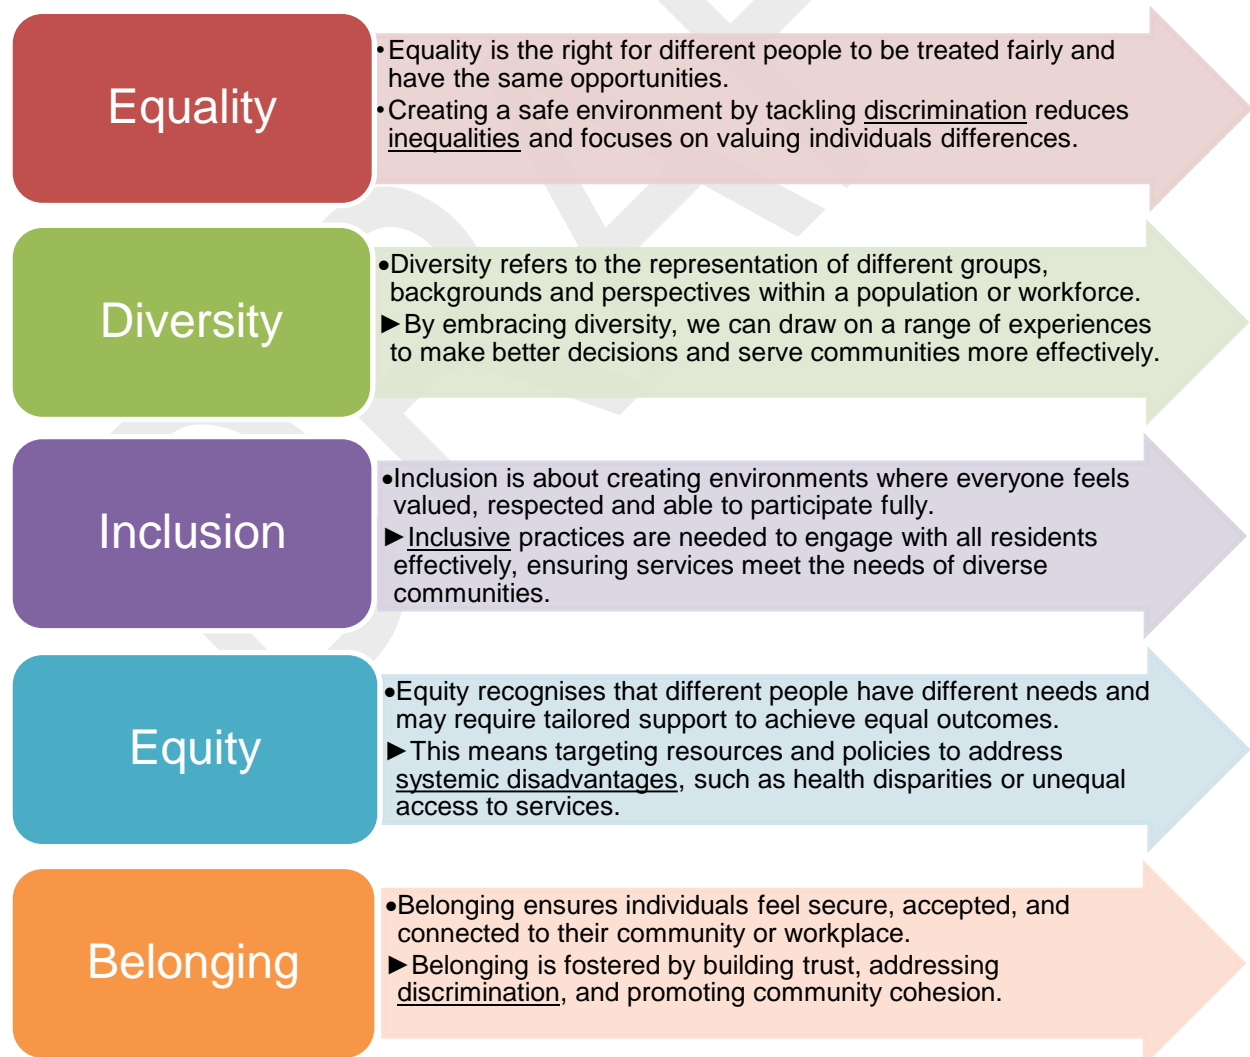 Equality
• Equality is the right for different people to be treated fairly and
have the same opportunities.
• Creating a safe environment by tackling discrimination reduces
inequalities and focuses on valuing individuals differences.
Diversity
•Diversity refers to the representation of different groups,
backgrounds and perspectives within a population or workforce.
►By embracing diversity, we can draw on a range of experiences
to make better decisions and serve communities more effectively.
Inclusion
•Inclusion is about creating environments where everyone feels
valued, respected and able to participate fully.
►Inclusive practices are needed to engage with all residents
effectively, ensuring services meet the needs of diverse
communities.
Equity
•Equity recognises that different people have different needs and
may require tailored support to achieve equal outcomes.
►This means targeting resources and policies to address
systemic disadvantages, such as health disparities or unequal
access to services.
Belonging
•Belonging ensures individuals feel secure, accepted, and
connected to their community or workplace.
►Belonging is fostered by building trust, addressing
discrimination, and promoting community cohesion.